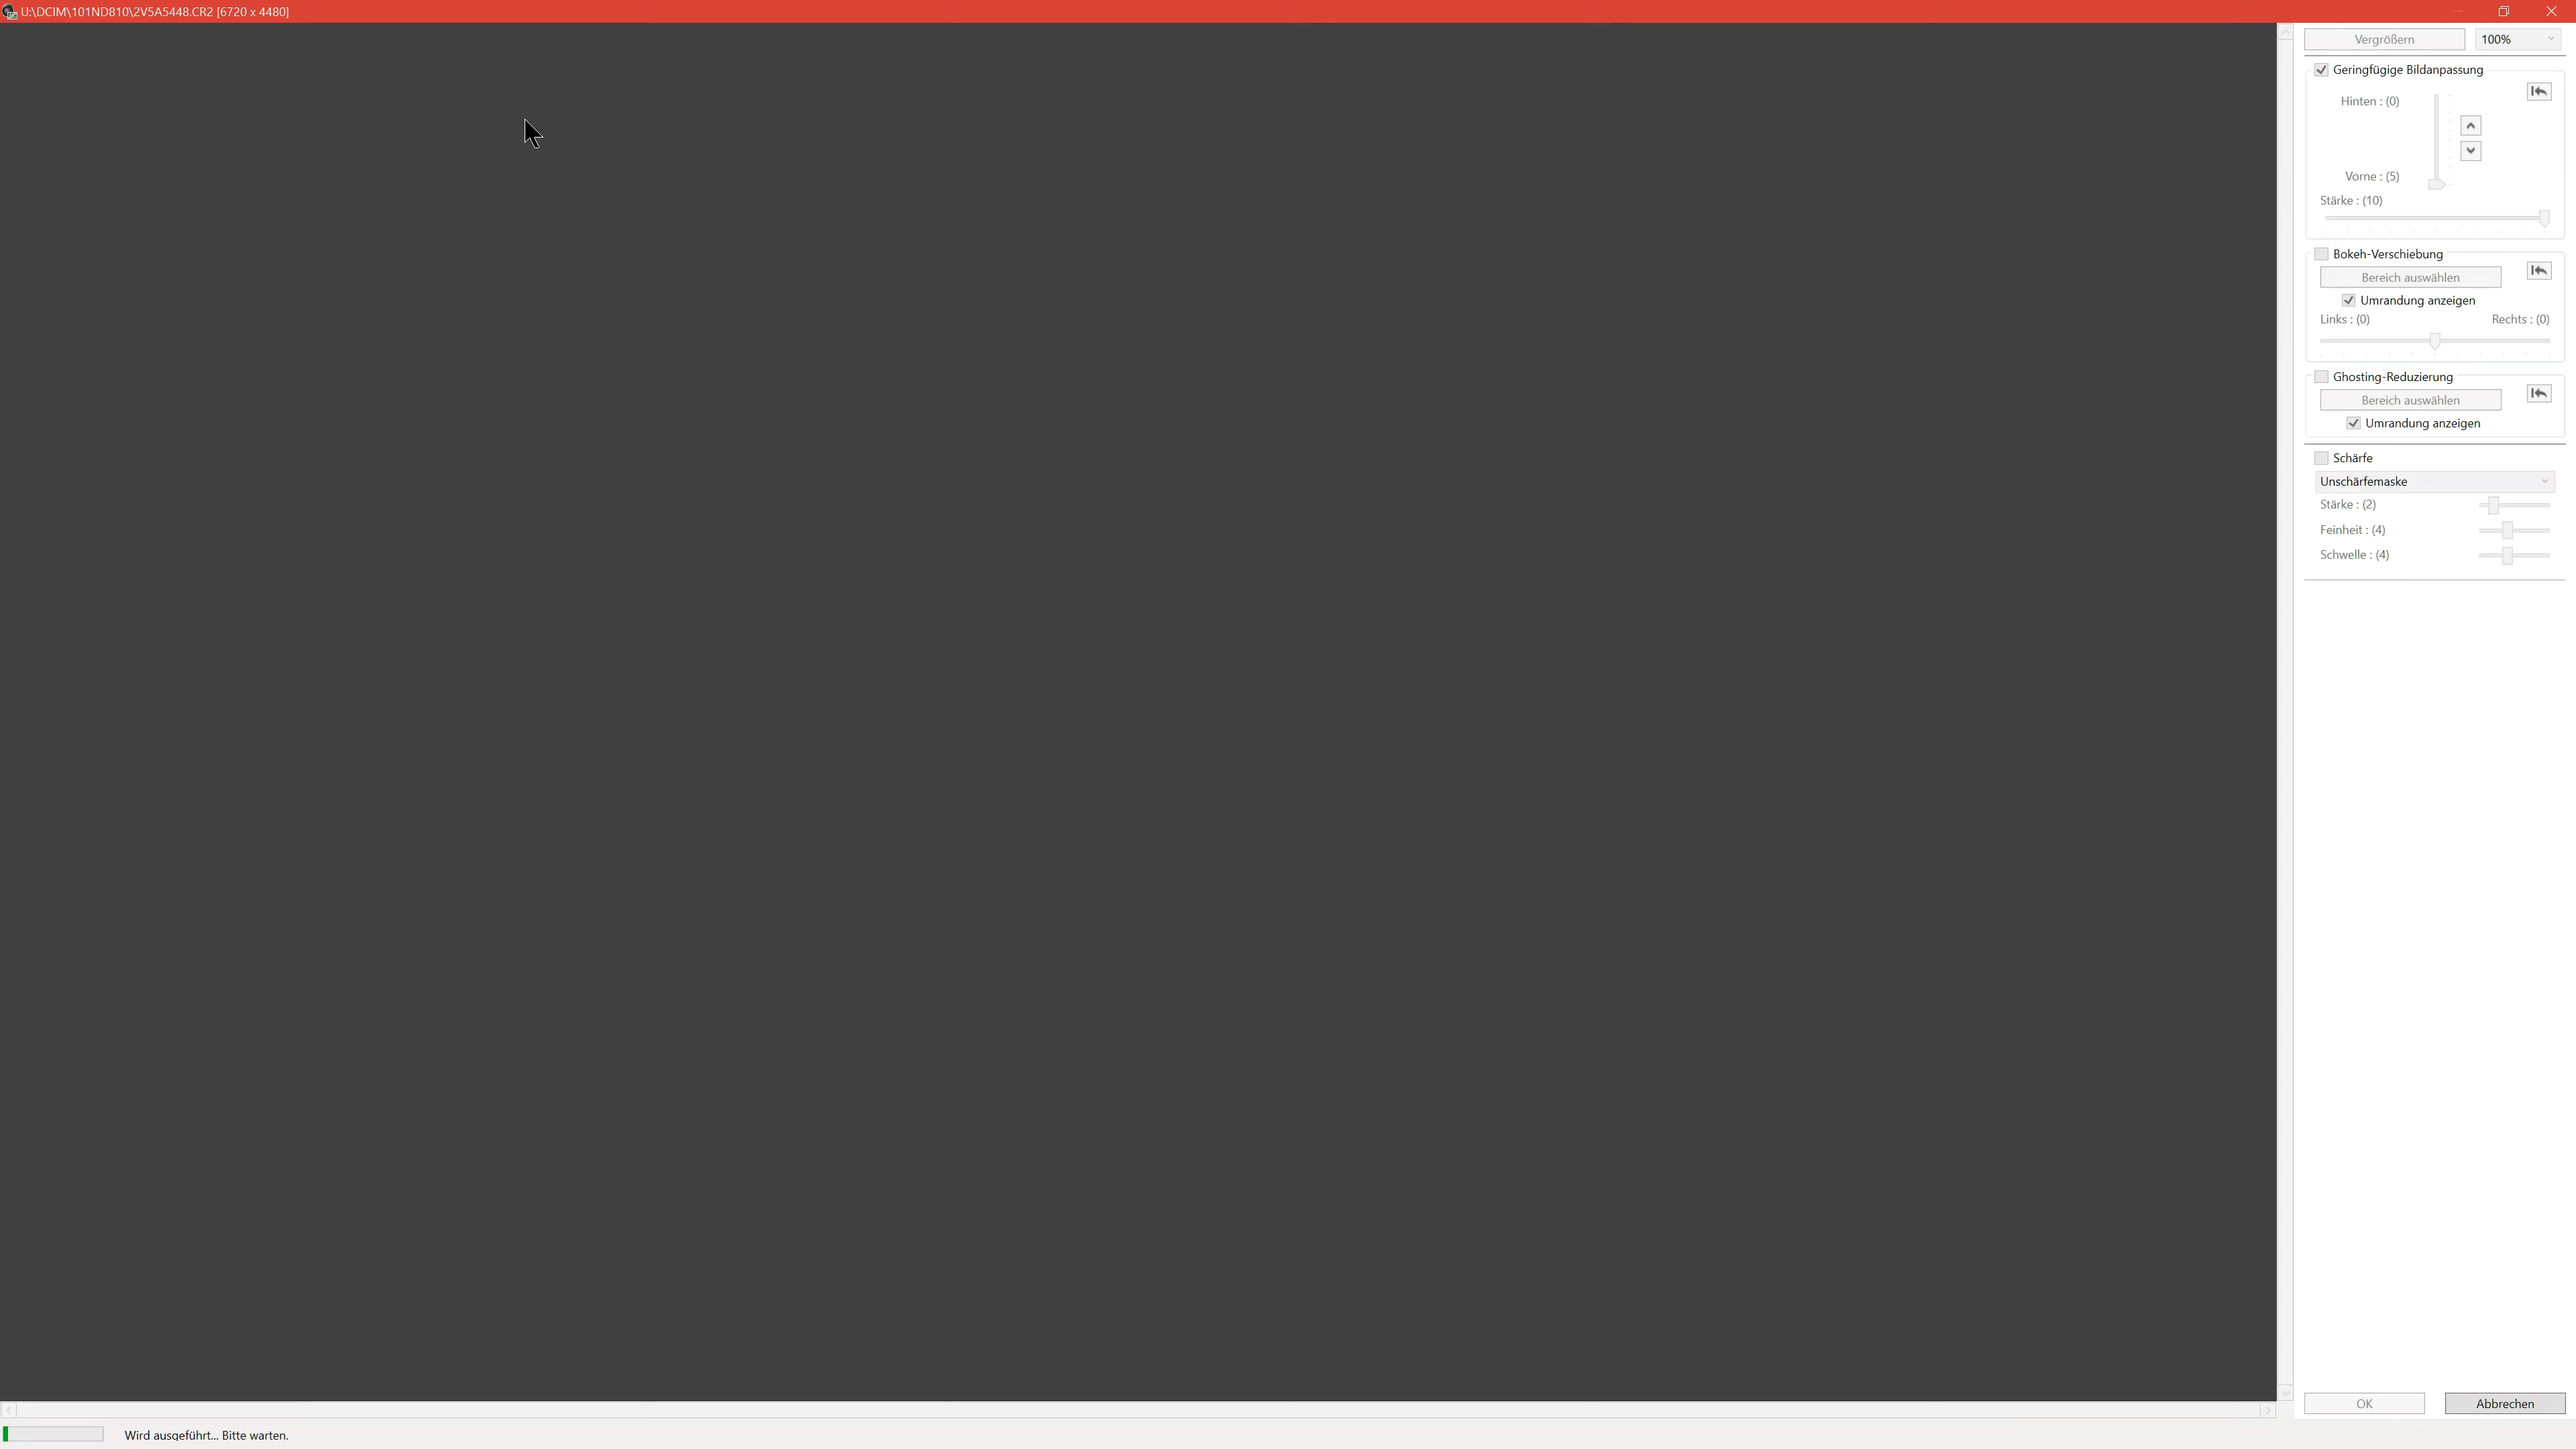 U:\DCIM\101ND810\2V5A5448.CR2 [6720 x 4480]
Vergrößern 100%
Geringfügige Bildanpassung
Hinten : (0)
Vorne : (5)
Stärke : (10)
Bokeh-Verschiebung
Bereich auswählen
Umrandung anzeigen
Links : (0) Rechts : (0)
Ghosting-Reduzierung
Bereich auswählen
Umrandung anzeigen
Schärfe
Unschärfemaske
Stärke : (2)
Feinheit : (4)
Schwelle : (4)
OK Abbrechen
Wird ausgeführt... Bitte warten.